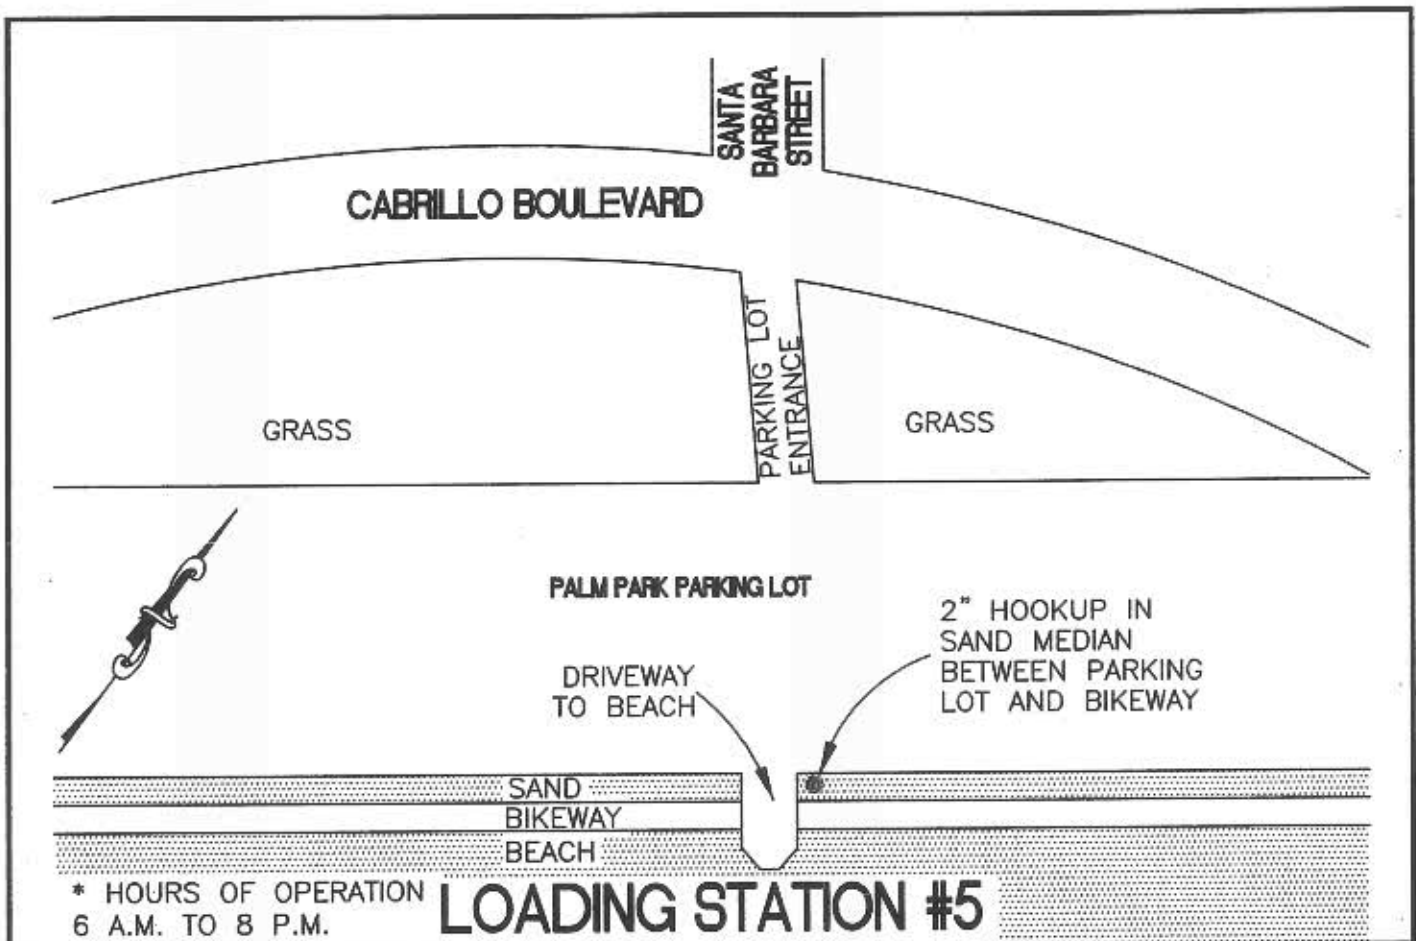 SANTA
BARBARA
STREET
CABRILLO BOULEVARD
PARKING LOT
ENTRANCE
GRASS
GRASS
PALM PARK PARKING LOT
2" HOOKUP IN
SAND MEDIAN
BETWEEN PARKING
LOT AND BIKEWAY
DRIVEWAY
TO BEACH
SAND
BIKEWAY
BEACH
* HOURS OF OPERATION
6 A.M. TO 8 P.M.
LOADING STATION #5